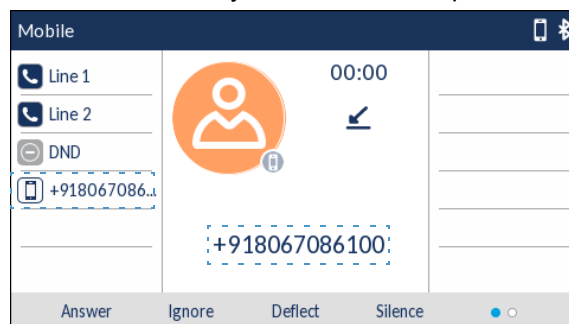 Mobile
Line 1
00:00
Line 2
DND
+918067086..
+918067086100
Answer Ignore Deflect Silence